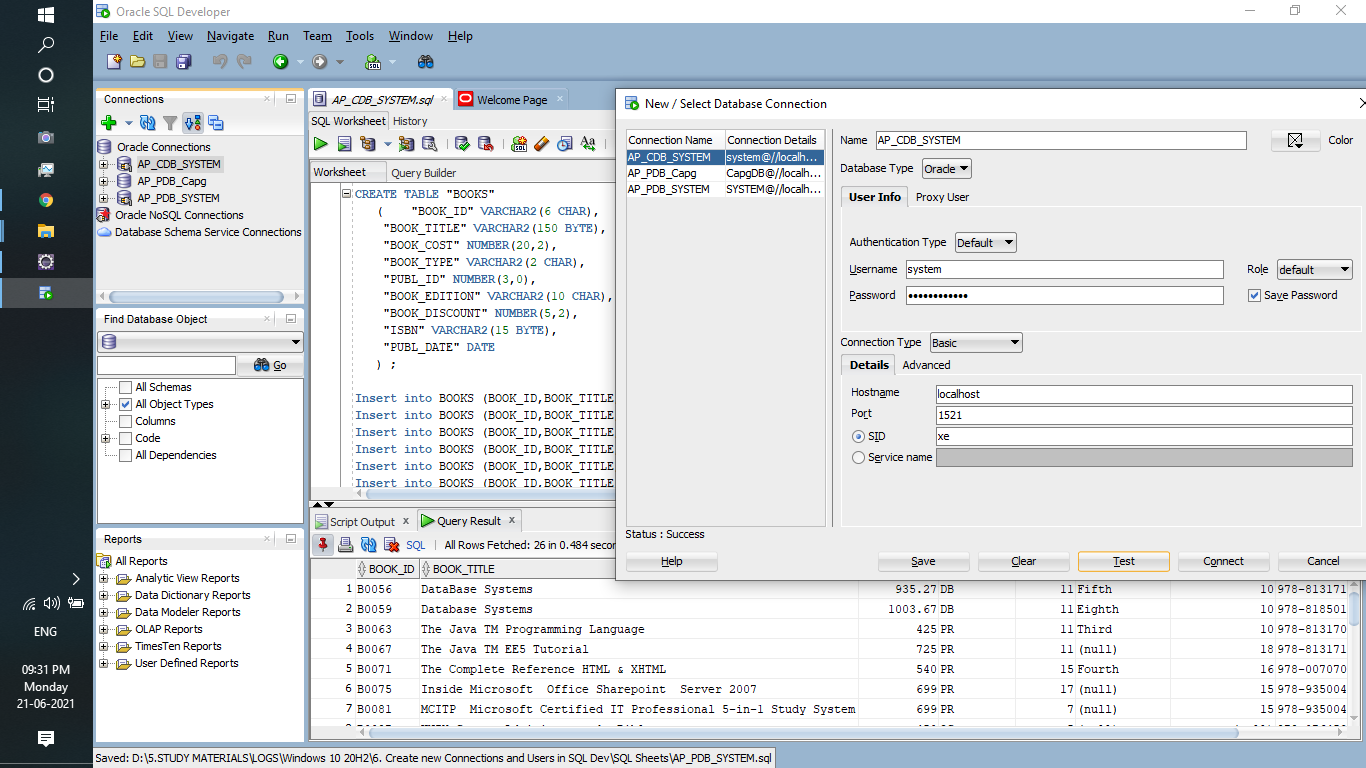 Oracle SQL Developer
File Edit View Navigate Run Team Tools Window Help
Connections
Oracle Connections
AP_CDB_SYSTEM
AP_PDB_Capg
AP_PDB_SYSTEM
Oracle NoSQL Connections
Database Schema Service Connections
Find Database Object
Go
All Schemas
All Object Types
Columns
Code
All Dependencies
Reports
All Reports
Analytic View Reports
Data Dictionary Reports
Data Modeler Reports
OLAP Reports
TimesTen Reports
User Defined Reports
AP_CDB_SYSTEM.sql
Welcome Page
SQL Worksheet History
Worksheet Query Builder
CREATE TABLE "BOOKS"
( "BOOK_ID" VARCHAR2(6 CHAR),
"BOOK_TITLE" VARCHAR2(150 BYTE),
"BOOK_COST" NUMBER(20,2),
"BOOK_TYPE" VARCHAR2(2 CHAR),
"PUBL_ID" NUMBER(3,0),
"BOOK_EDITION" VARCHAR2(10 CHAR),
"BOOK_DISCOUNT" NUMBER(5,2),
"ISBN" VARCHAR2(15 BYTE),
"PUBL_DATE" DATE
) ;
Insert into BOOKS (BOOK_ID,BOOK_TITLE
Insert into BOOKS (BOOK_ID,BOOK_TITLE
Insert into BOOKS (BOOK_ID,BOOK_TITLE
Insert into BOOKS (BOOK_ID,BOOK_TITLE
Insert into BOOKS (BOOK_ID,BOOK_TITLE
Insert into BOOKS (BOOK_ID,BOOK_TITLE
Script Output Query Result
SQL All Rows Fetched: 26 in 0.484 secon
BOOK_ID BOOK_TITLE
1 B0056 DataBase Systems 935.27 DB 11 Fifth 10 978-813171
2 B0059 Database Systems 1003.67 DB 11 Eighth 10 978-818501
3 B0063 The Java TM Programming Language 425 PR 11 Third 10 978-813170
4 B0067 The Java TM EE5 Tutorial 725 PR 11 (null) 18 978-813171
5 B0071 The Complete Reference HTML & XHTML 540 PR 15 Fourth 16 978-007070
6 B0075 Inside Microsoft Office Sharepoint Server 2007 699 PR 17 (null) 15 978-935004
7 B0081 MCITP Microsoft Certified IT Professional 5-in-1 Study System 699 PR 7 (null) 15 978-935004
New / Select Database Connection
Connection Name Connection Details
AP_CDB_SYSTEM system@//localh...
AP_PDB_Capg CapgDB@//localh...
AP_PDB_SYSTEM SYSTEM@//localh...
Name AP_CDB_SYSTEM Color
Database Type Oracle
User Info Proxy User
Authentication Type Default
Username system Role default
Password •••••••••••• Save Password
Connection Type Basic
Details Advanced
Hostname localhost
Port 1521
SID xe
Service name
Status : Success
Help Save Clear Test Connect Cancel
ENG
09:31 PM
Monday
21-06-2021
Saved: D:\5.STUDY MATERIALS\LOGS\Windows 10 20H2\6. Create new Connections and Users in SQL Dev\SQL Sheets\AP_PDB_SYSTEM.sql